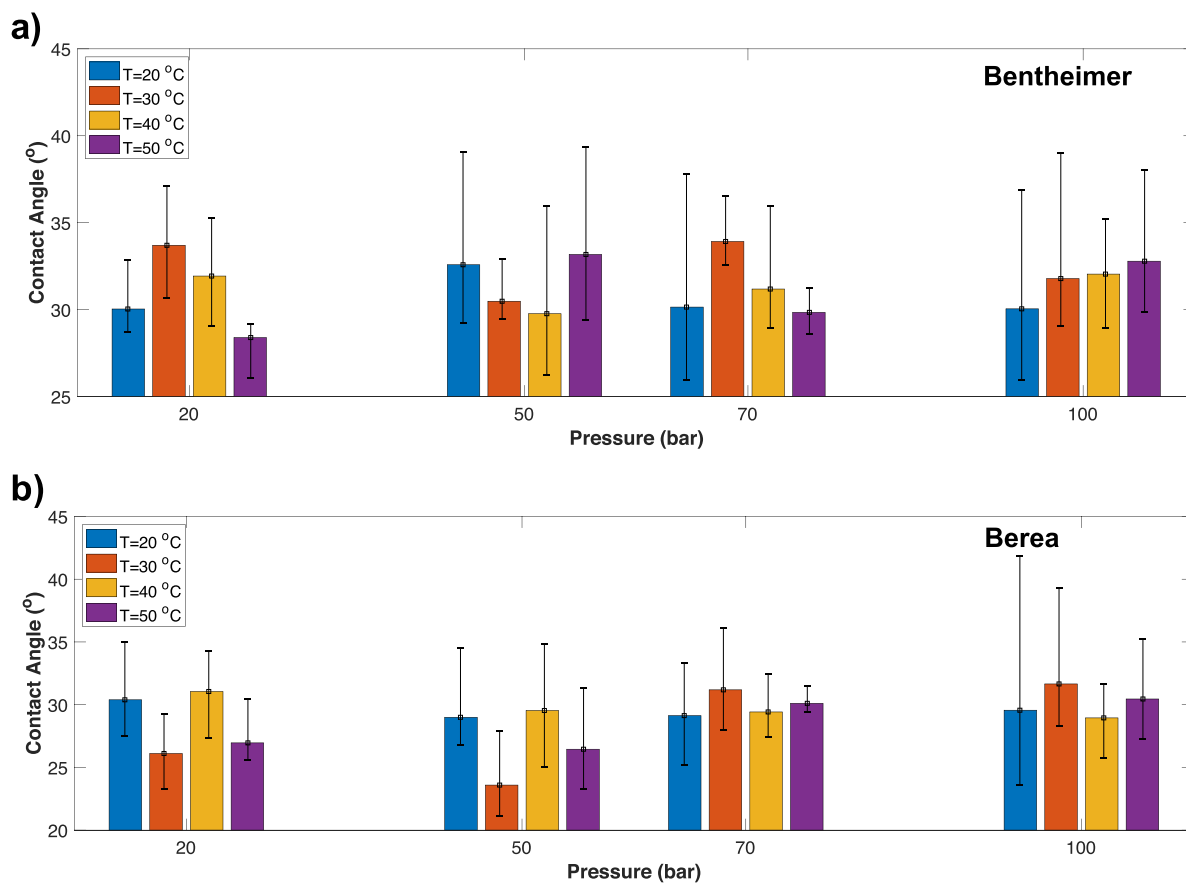 a)
45
40
35
30
25
Contact Angle (°)
T=20 °C
T=30 °C
T=40 °C
T=50 °C
Bentheimer
20 50 70 100
Pressure (bar)
b)
45
40
35
30
25
20
Contact Angle (°)
T=20 °C
T=30 °C
T=40 °C
T=50 °C
Berea
20 50 70 100
Pressure (bar)